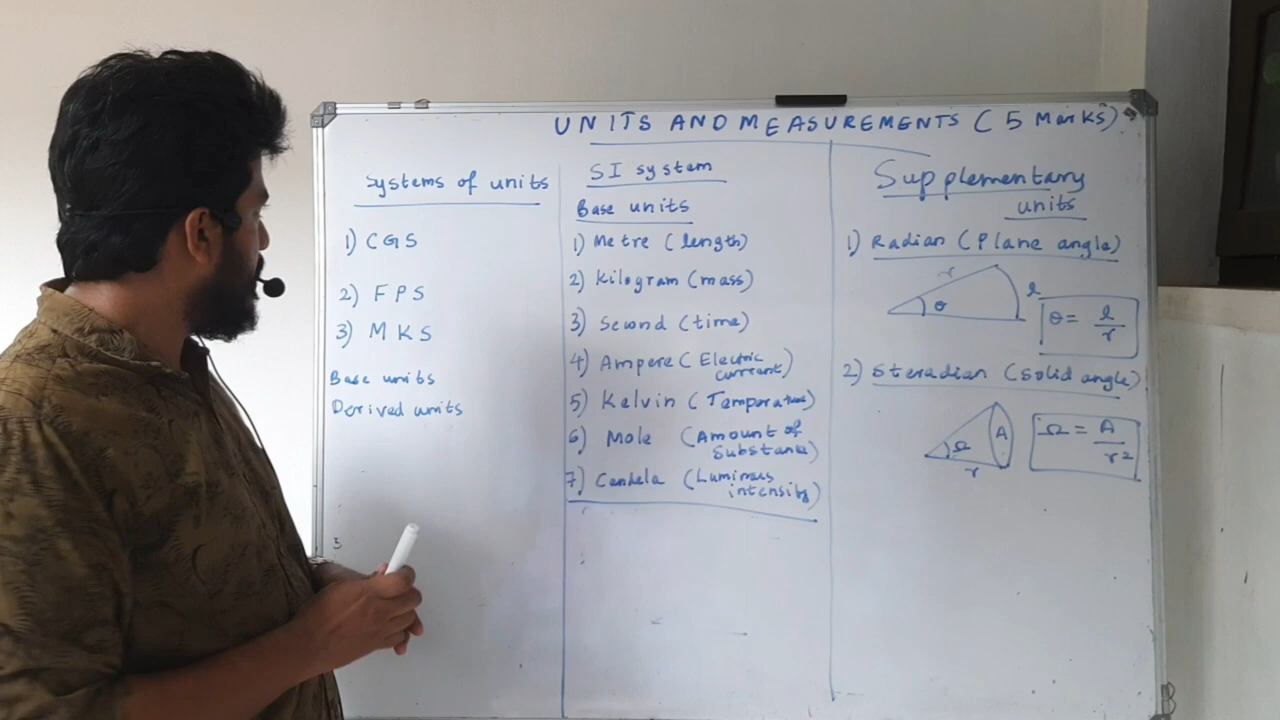 UNITS AND MEASUREMENTS (5 Marks)
Systems of units
1) CGS
2) FPS
3) MKS
Base units
Derived units
SI system
Base units
1) Metre (length)
2) Kilogram (mass)
3) Second (time)
4) Ampere (Electric
current)
5) Kelvin (Temperature)
6) Mole (Amount of
Substance)
7) Candela (Luminous
intensity)
Supplementary
units
1) Radian (Plane angle)
r
θ
l
θ = l/r
2) Steradian (Solid angle)
Ω
A
r
Ω = A/r²